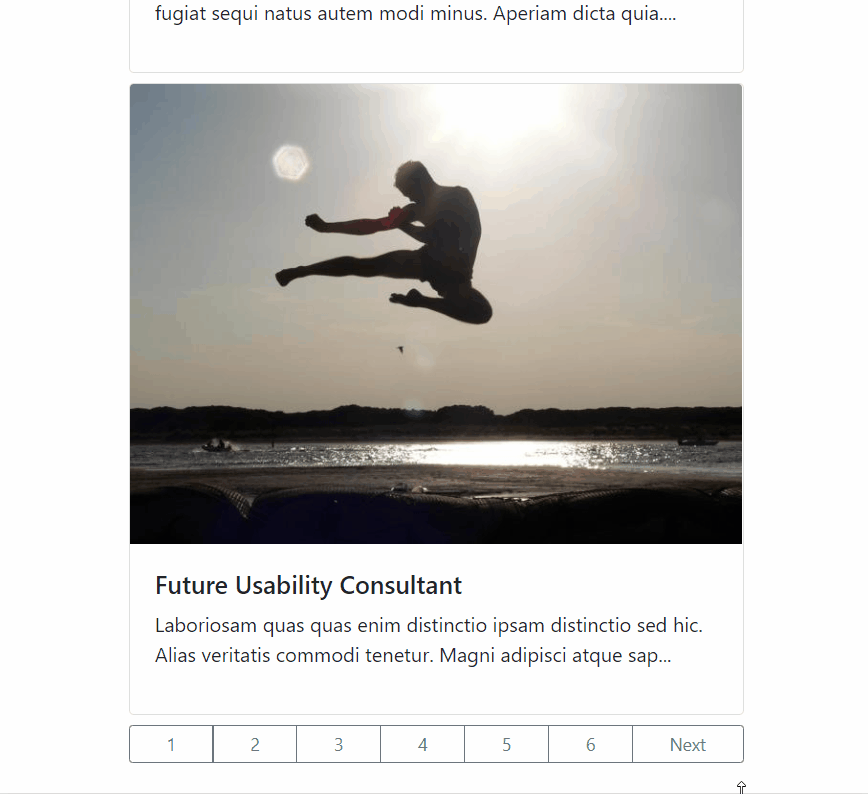 fugiat sequi natus autem modi minus. Aperiam dicta quia....
Future Usability Consultant
Laboriosam quas quas enim distinctio ipsam distinctio sed hic.
Alias veritatis commodi tenetur. Magni adipisci atque sap...
1 2 3 4 5 6 Next